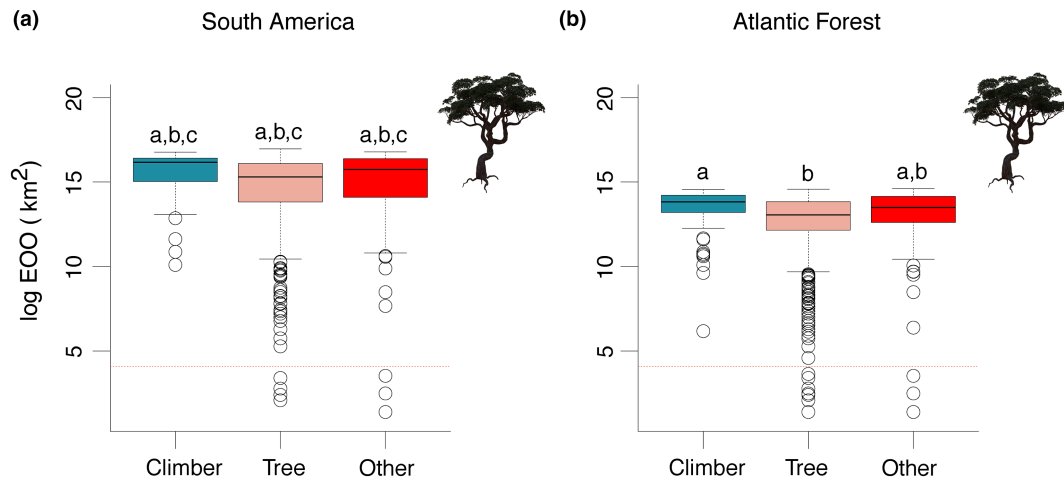 (a) South America
20
15
10
5
log EOO ( km²)
a,b,c a,b,c a,b,c
Climber Tree Other
(b) Atlantic Forest
20
15
10
5
a b a,b
Climber Tree Other